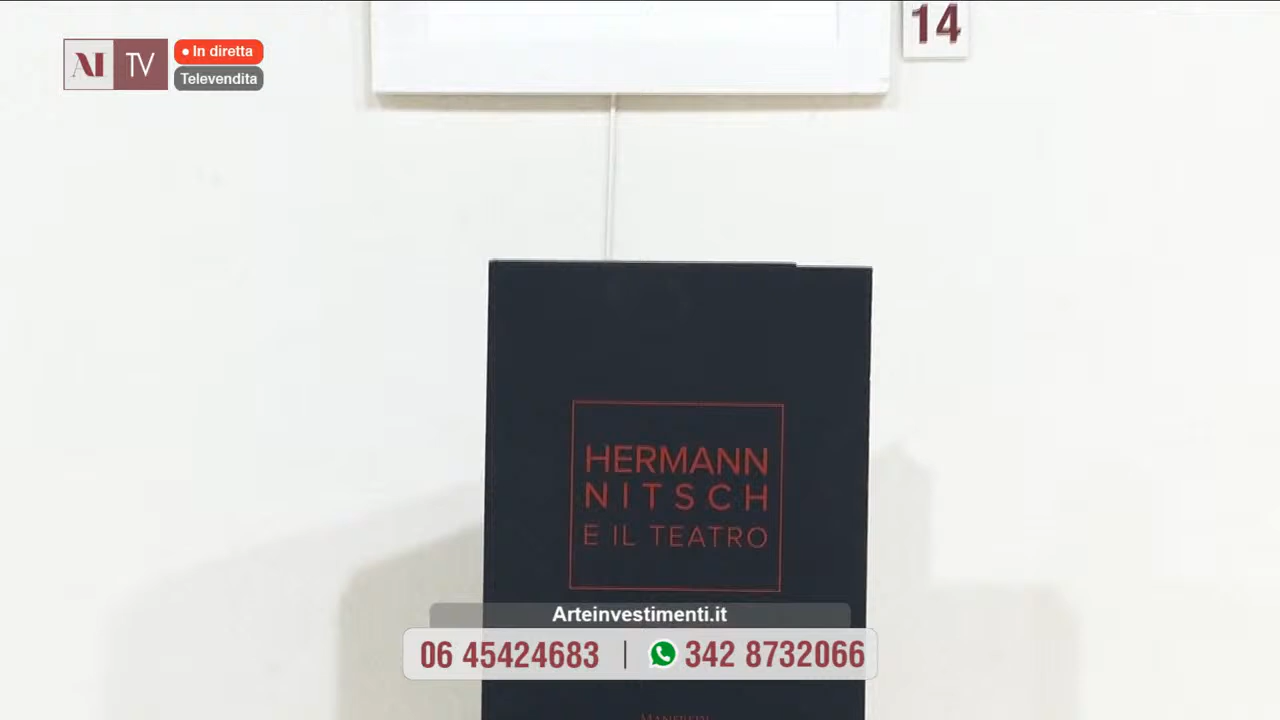 14
AI TV
In diretta
Televendita
HERMANN
NITSCH
E IL TEATRO
Arteinvestimenti.it
06 45424683 | 342 8732066